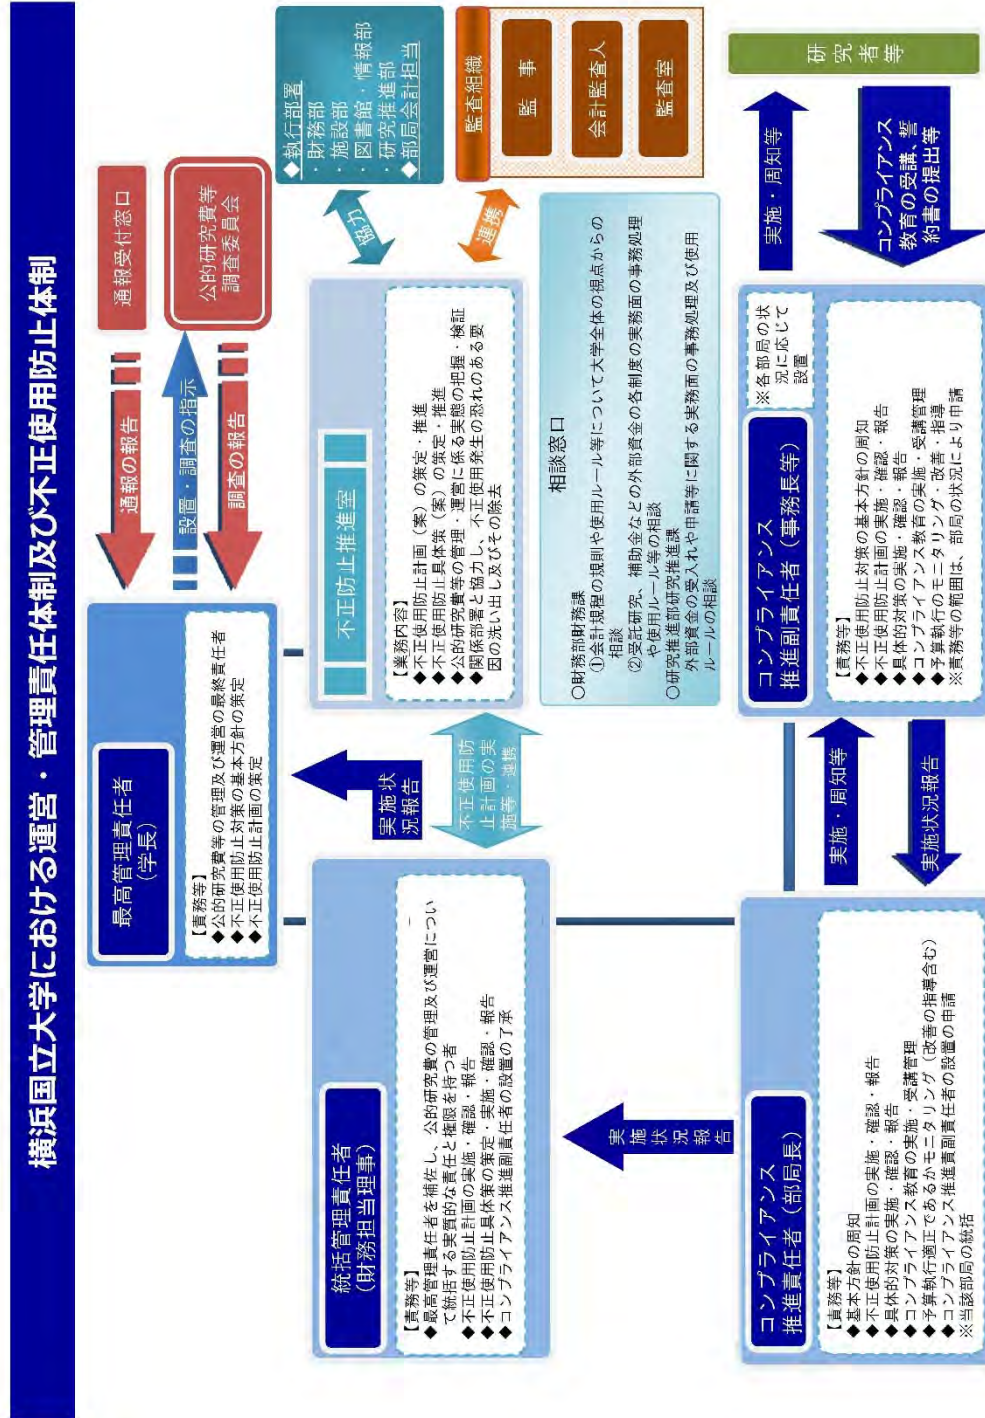 横浜国立大学における運営・管理責任体制及び不正使用防止体制
最高管理責任者
(学長)
【責務等】
◆公的研究費等の管理及び運営の最終責任者
◆不正使用防止対策の基本方針の策定
◆不正使用防止計画の策定
通報の報告
設置・調査の指示
調査の報告
通報受付窓口
公的研究費等
調査委員会
実施状
況報告
統括管理責任者
(財務担当理事)
【責務等】
◆最高管理責任者を補佐し、公的研究費の管理及び運営につい
て統括する実質的な責任と権限を持つ者
◆不正使用防止計画の実施・確認・報告
◆不正使用防止具体策の策定・実施・確認・報告
◆コンプライアンス推進副責任者の設置の了承
不正使用防
止計画の実
施等・連携
不正防止推進室
【業務内容】
◆不正使用防止計画(案)の策定・推進
◆不正使用防止具体策(案)の策定・推進
◆公的研究費等の管理・運営に係る実態の把握・検証
◆関係部署と協力し、不正使用発生の恐れのある要
因の洗い出し及びその除去
協力
連携
◆執行部署
・財務部
・施設部
・図書館・情報部
・研究推進部
◆部局会計担当
監査組織
監 事
会計監査人
監査室
相談窓口
○財務部財務課
①会計規程の規則や使用ルール等について大学全体の視点からの
相談
②受託研究、補助金などの外部資金の各制度の実務面の事務処理
や使用ルール等の相談
○研究推進部研究推進課
外部資金の受入れや申請等に関する実務面の事務処理及び使用
ルールの相談
実施状況報告
コンプライアンス
推進責任者(部局長)
【責務等】
◆基本方針の周知
◆不正使用防止計画の実施・確認・報告
◆具体的対策の実施・確認・報告
◆コンプライアンス教育の実施・受講管理
◆予算執行適正であるかモニタリング(改善の指導含む)
◆コンプライアンス推進責副責任者の設置の申請
※当該部局の統括
実施・周知等
実施状況報告
コンプライアンス
推進副責任者(事務長等)
※各部局の状
況に応じて
設置
【責務等】
◆不正使用防止対策の基本方針の周知
◆不正使用防止計画の実施・確認・報告
◆具体的対策の実施・確認・報告
◆コンプライアンス教育の実施・受講管理
◆予算執行のモニタリング・改善・指導
※責務等の範囲は、部局の状況により申請
実施・周知等
コンプライアンス
教育の受講、誓
約書の提出等
研究者等